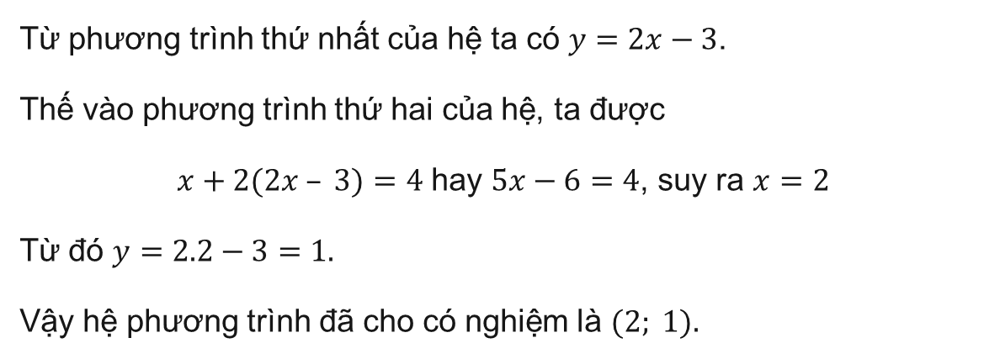 Từ phương trình thứ nhất của hệ ta có y = 2x − 3.
Thế vào phương trình thứ hai của hệ, ta được
x + 2(2x – 3) = 4 hay 5x − 6 = 4, suy ra x = 2
Từ đó y = 2.2 − 3 = 1.
Vậy hệ phương trình đã cho có nghiệm là (2; 1).